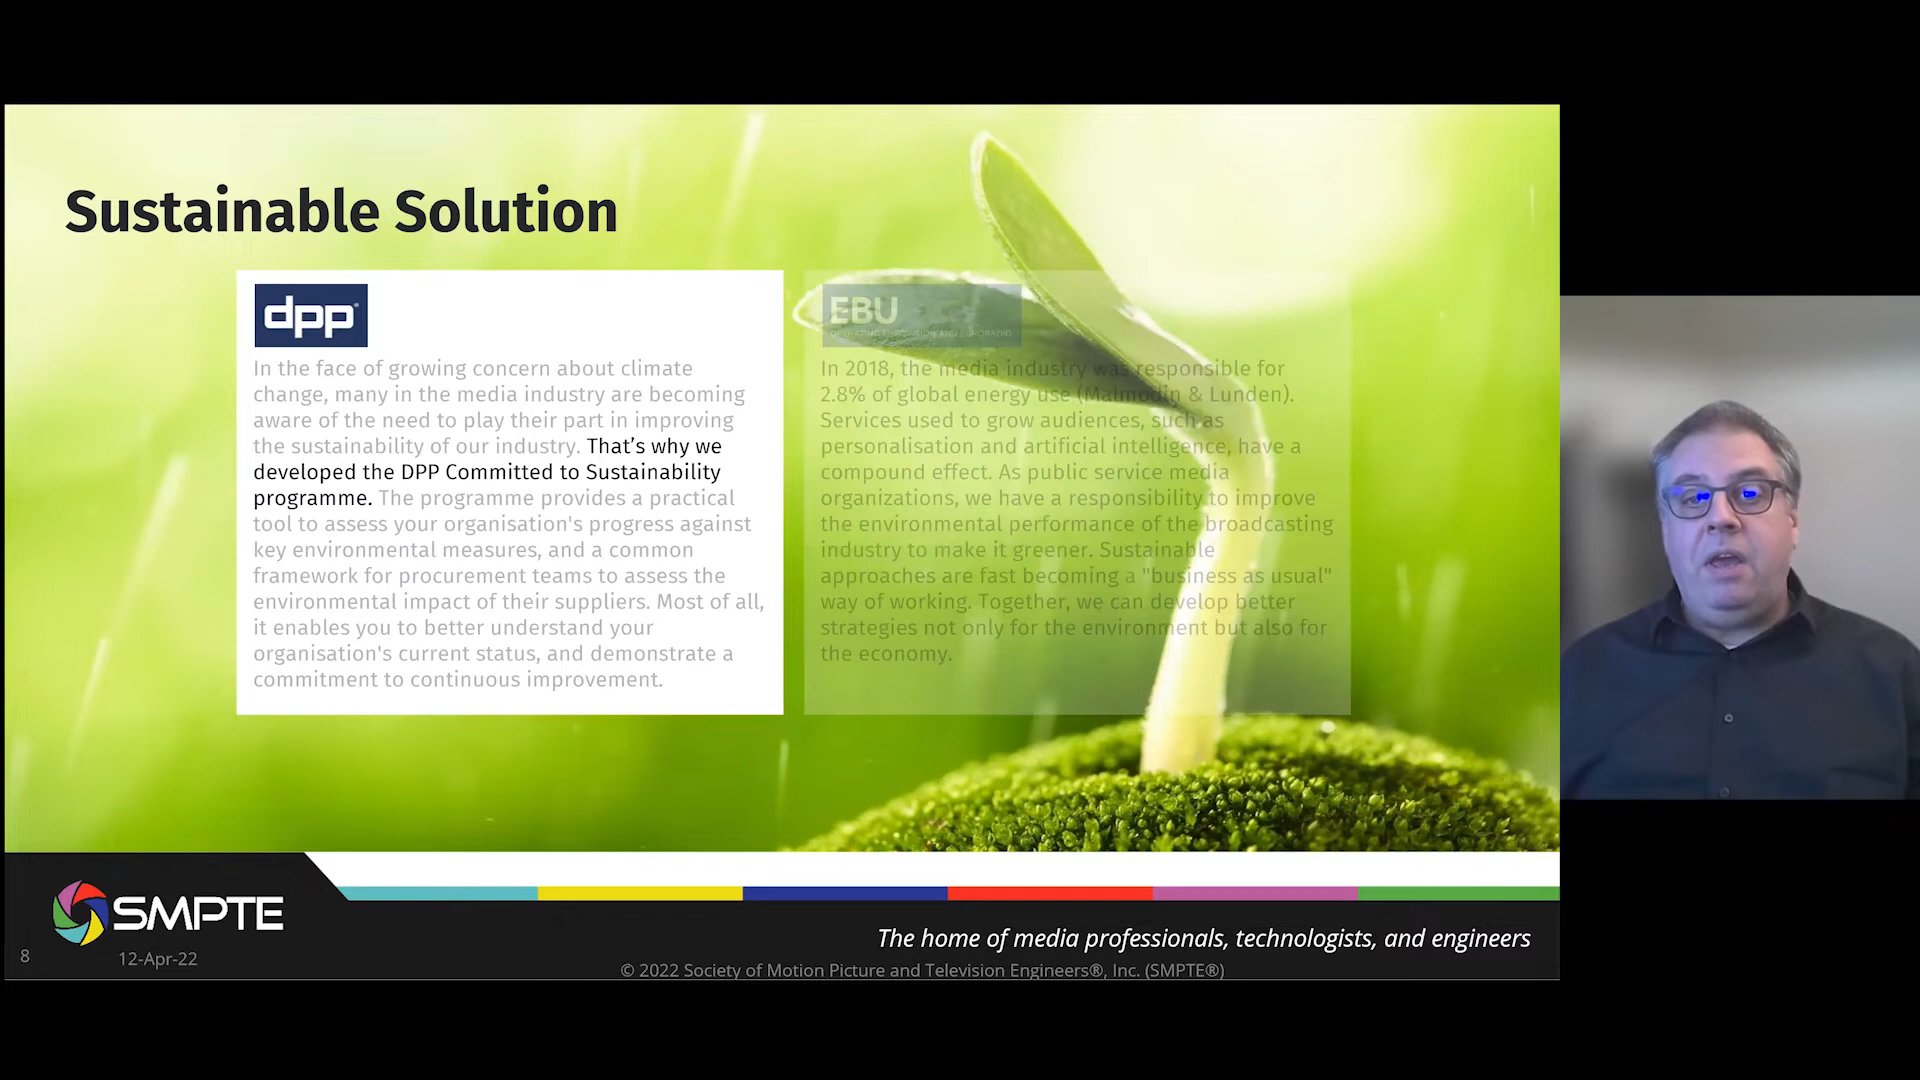 Sustainable Solution
dpp
In the face of growing concern about climate
change, many in the media industry are becoming
aware of the need to play their part in improving
the sustainability of our industry. That’s why we
developed the DPP Committed to Sustainability
programme. The programme provides a practical
tool to assess your organisation's progress against
key environmental measures, and a common
framework for procurement teams to assess the
environmental impact of their suppliers. Most of all,
it enables you to better understand your
organisation's current status, and demonstrate a
commitment to continuous improvement.
EBU
OPERATING EUROVISION AND EURORADIO
In 2018, the media industry was responsible for
2.8% of global energy use (Malmodin & Lunden).
Services used to grow audiences, such as
personalisation and artificial intelligence, have a
compound effect. As public service media
organizations, we have a responsibility to improve
the environmental performance of the broadcasting
industry to make it greener. Sustainable
approaches are fast becoming a "business as usual"
way of working. Together, we can develop better
strategies not only for the environment but also for
the economy.
SMPTE
The home of media professionals, technologists, and engineers
8
12-Apr-22
© 2022 Society of Motion Picture and Television Engineers®, Inc. (SMPTE®)